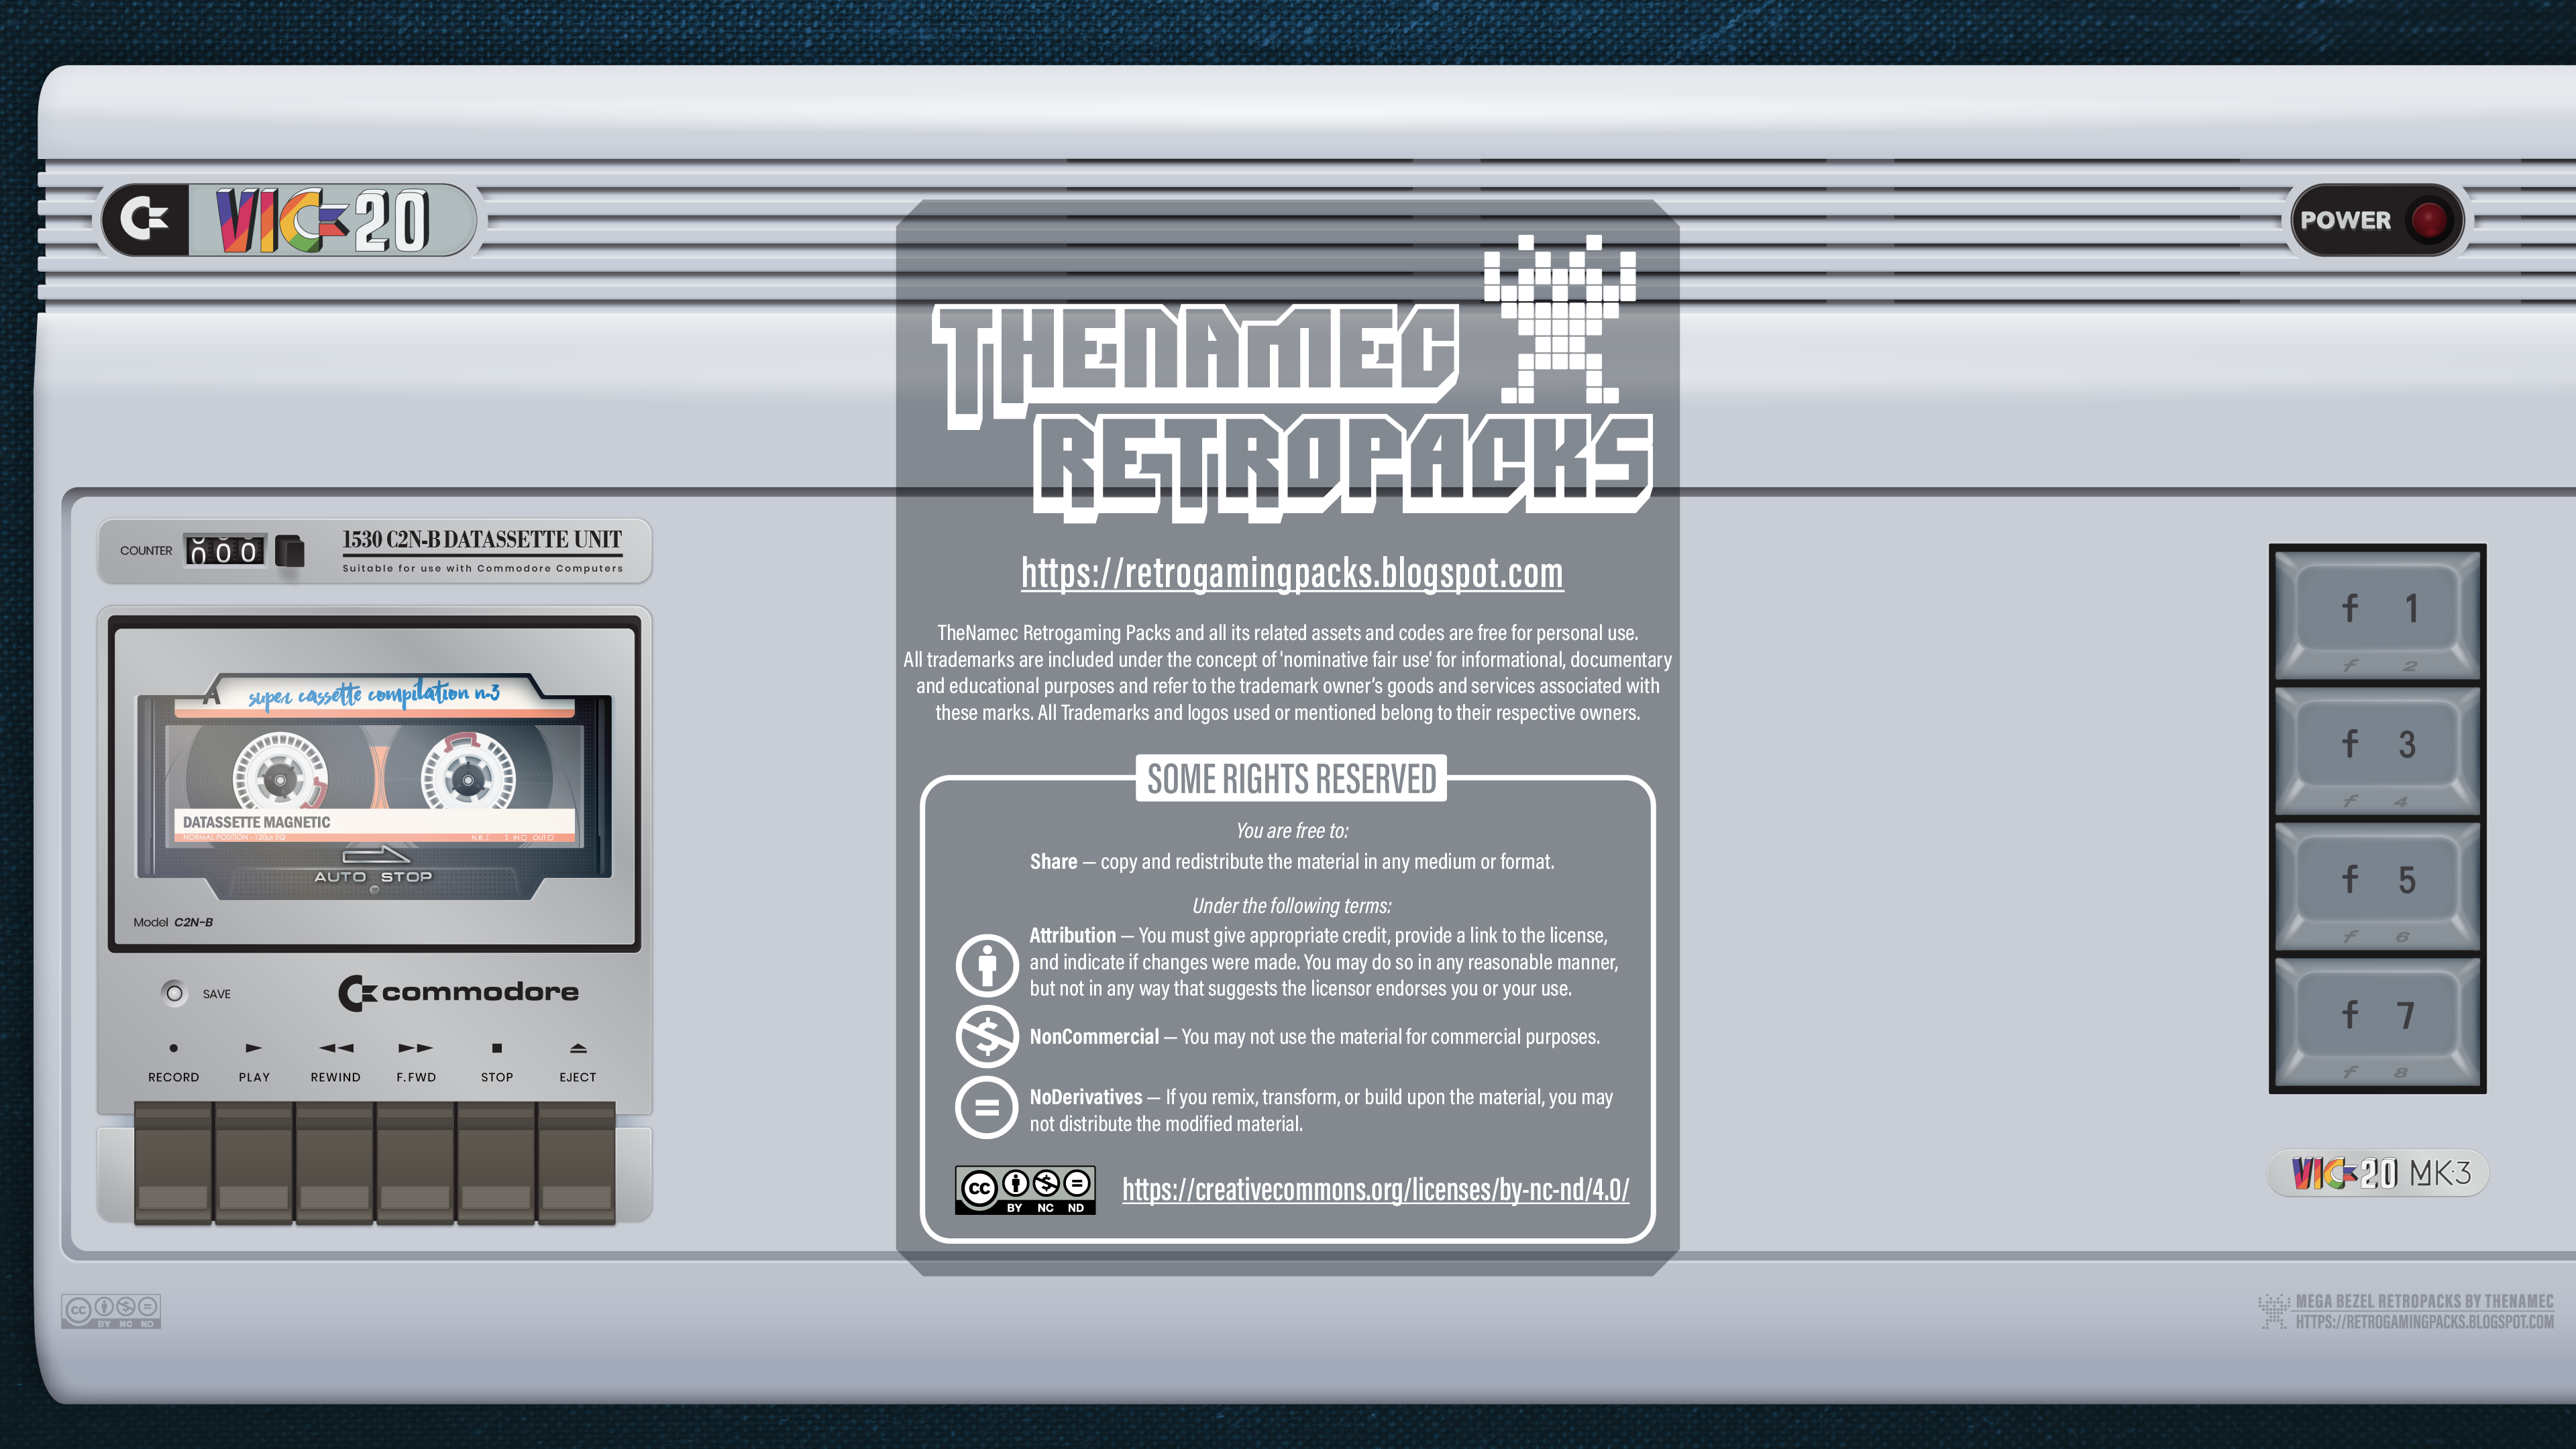 VIC-20
POWER
THENAMEC
RETROPACKS
COUNTER
000
1530 C2N-B DATASSETTE UNIT
Suitable for use with Commodore Computers
https://retrogamingpacks.blogspot.com
TheNamec Retrogaming Packs and all its related assets and codes are free for personal use.
All trademarks are included under the concept of 'nominative fair use' for informational, documentary
and educational purposes and refer to the trademark owner's goods and services associated with
these marks. All Trademarks and logos used or mentioned belong to their respective owners.
A
super cassette compilation n.3
DATASSETTE MAGNETIC
NORMAL POSITION - 120µs EQ
N.R. IN OUT
AUTO STOP
Model C2N-B
SAVE
commodore
RECORD PLAY REWIND F.FWD STOP EJECT
SOME RIGHTS RESERVED
You are free to:
Share — copy and redistribute the material in any medium or format.
Under the following terms:
Attribution — You must give appropriate credit, provide a link to the license,
and indicate if changes were made. You may do so in any reasonable manner,
but not in any way that suggests the licensor endorses you or your use.
NonCommercial — You may not use the material for commercial purposes.
NoDerivatives — If you remix, transform, or build upon the material, you may
not distribute the modified material.
cc BY NC ND
https://creativecommons.org/licenses/by-nc-nd/4.0/
f 1
f 2
f 3
f 4
f 5
f 6
f 7
f 8
VIC-20 MK·3
cc BY NC ND
MEGA BEZEL RETROPACKS BY THENAMEC
HTTPS://RETROGAMINGPACKS.BLOGSPOT.COM